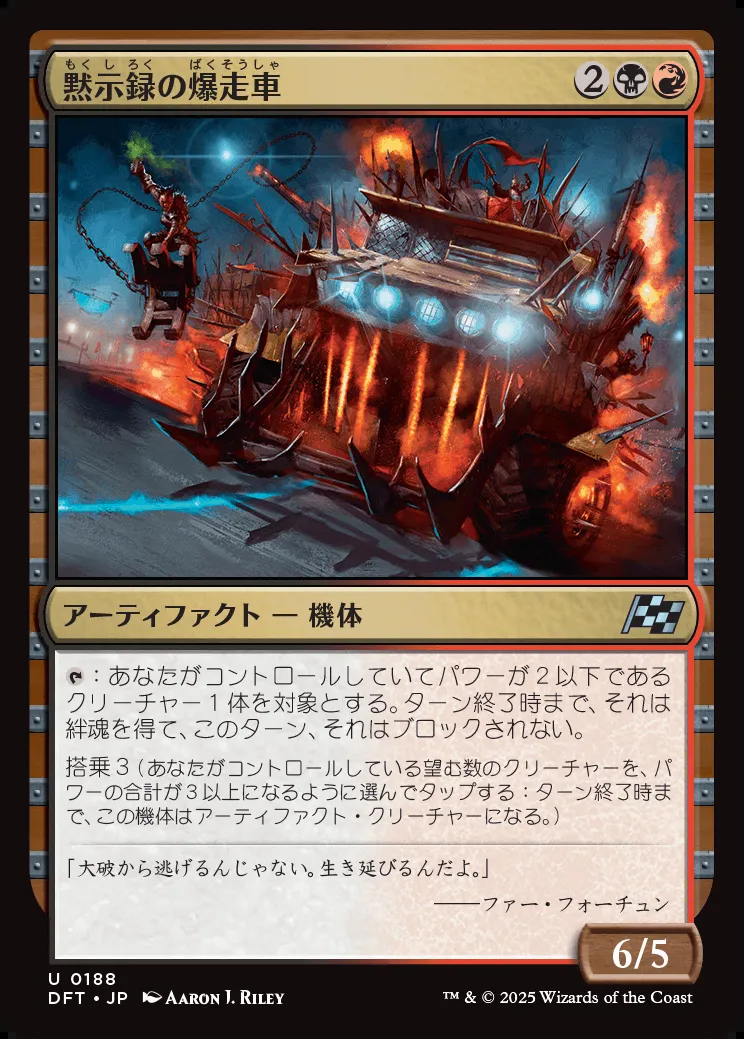 もくしろく ばくそうしゃ
黙示録の爆走車 2
アーティファクト — 機体
：あなたがコントロールしていてパワーが2以下である
クリーチャー1体を対象とする。ターン終了時まで、それは
絆魂を得て、このターン、それはブロックされない。
搭乗3（あなたがコントロールしている望む数のクリーチャーを、パ
ワーの合計が3以上になるように選んでタップする：ターン終了時ま
で、この機体はアーティファクト・クリーチャーになる。）
「大破から逃げるんじゃない。生き延びるんだよ。」
――ファー・フォーチュン
6/5
U 0188
DFT • JP AARON J. RILEY
™ & © 2025 Wizards of the Coast